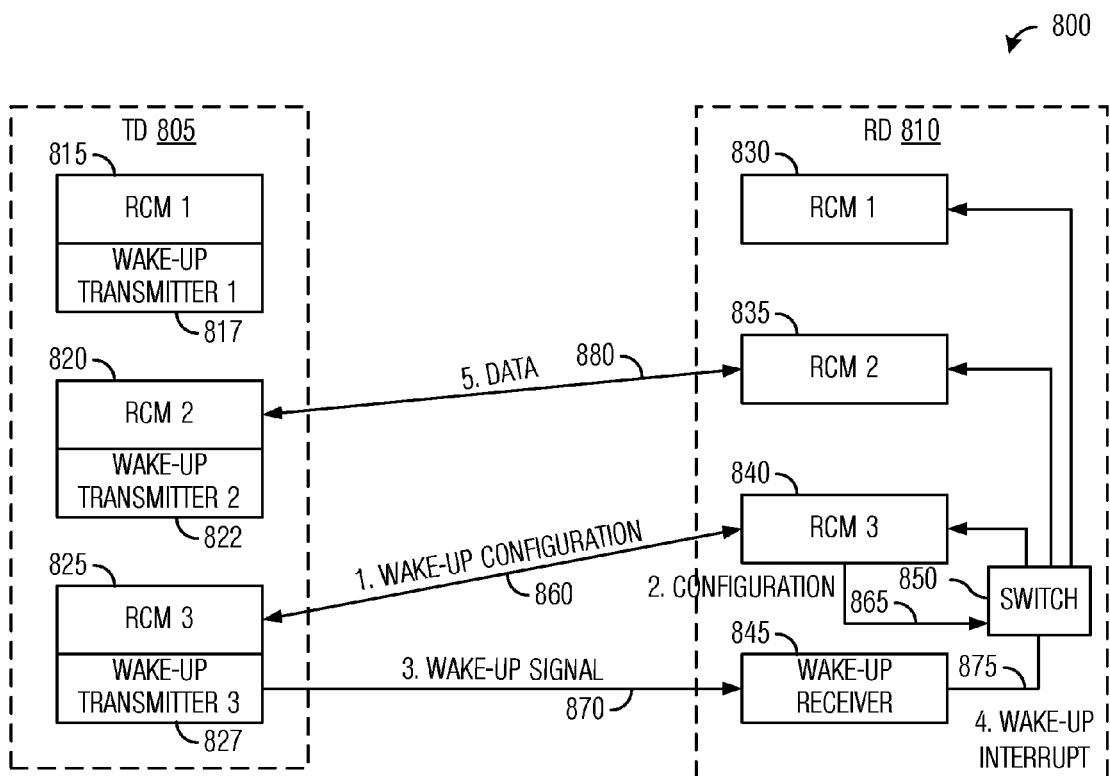 800
TD 805
815
RCM 1
WAKE-UP
TRANSMITTER 1
817
820
RCM 2
WAKE-UP
TRANSMITTER 2
822
825
RCM 3
WAKE-UP
TRANSMITTER 3
827
5. DATA
880
1. WAKE-UP CONFIGURATION
860
3. WAKE-UP SIGNAL
870
RD 810
830
RCM 1
835
RCM 2
840
RCM 3
2. CONFIGURATION
865
850
SWITCH
845
WAKE-UP
RECEIVER
875
4. WAKE-UP
INTERRUPT